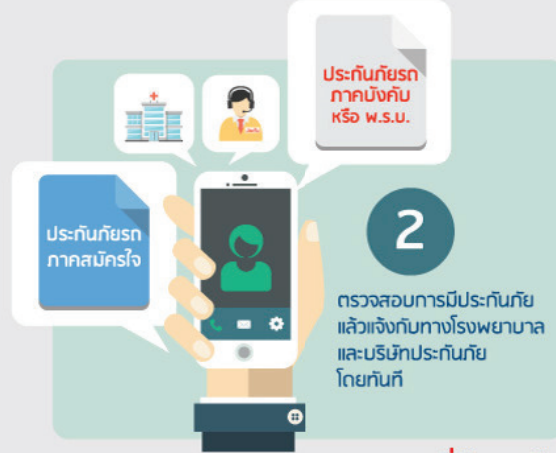 ประกันภัยรถ
ภาคบังคับ
หรือ พ.ร.บ.
ประกันภัยรถ
ภาคสมัครใจ
2
ตรวจสอบการมีประกันภัย
แล้วแจ้งกับทางโรงพยาบาล
และบริษัทประกันภัย
โดยทันที